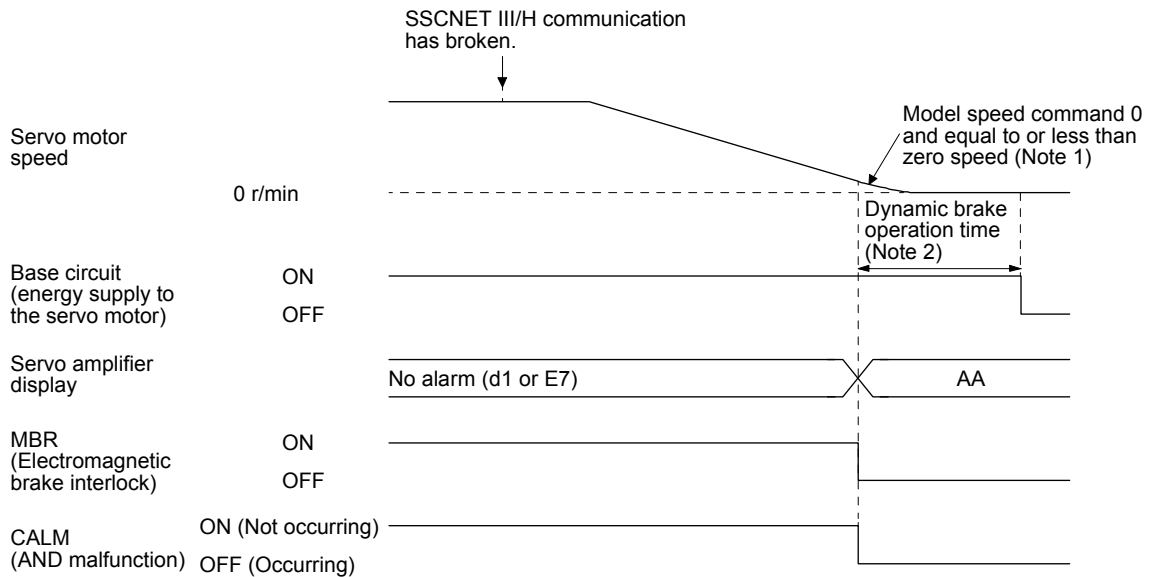 SSCNET III/H communication
has broken.
Model speed command 0
and equal to or less than
zero speed (Note 1)
Servo motor
speed
0 r/min
Dynamic brake
operation time
(Note 2)
Base circuit
(energy supply to
the servo motor)
ON
OFF
Servo amplifier
display
No alarm (d1 or E7)
AA
MBR
(Electromagnetic
brake interlock)
ON
OFF
CALM
(AND malfunction)
ON (Not occurring)
OFF (Occurring)